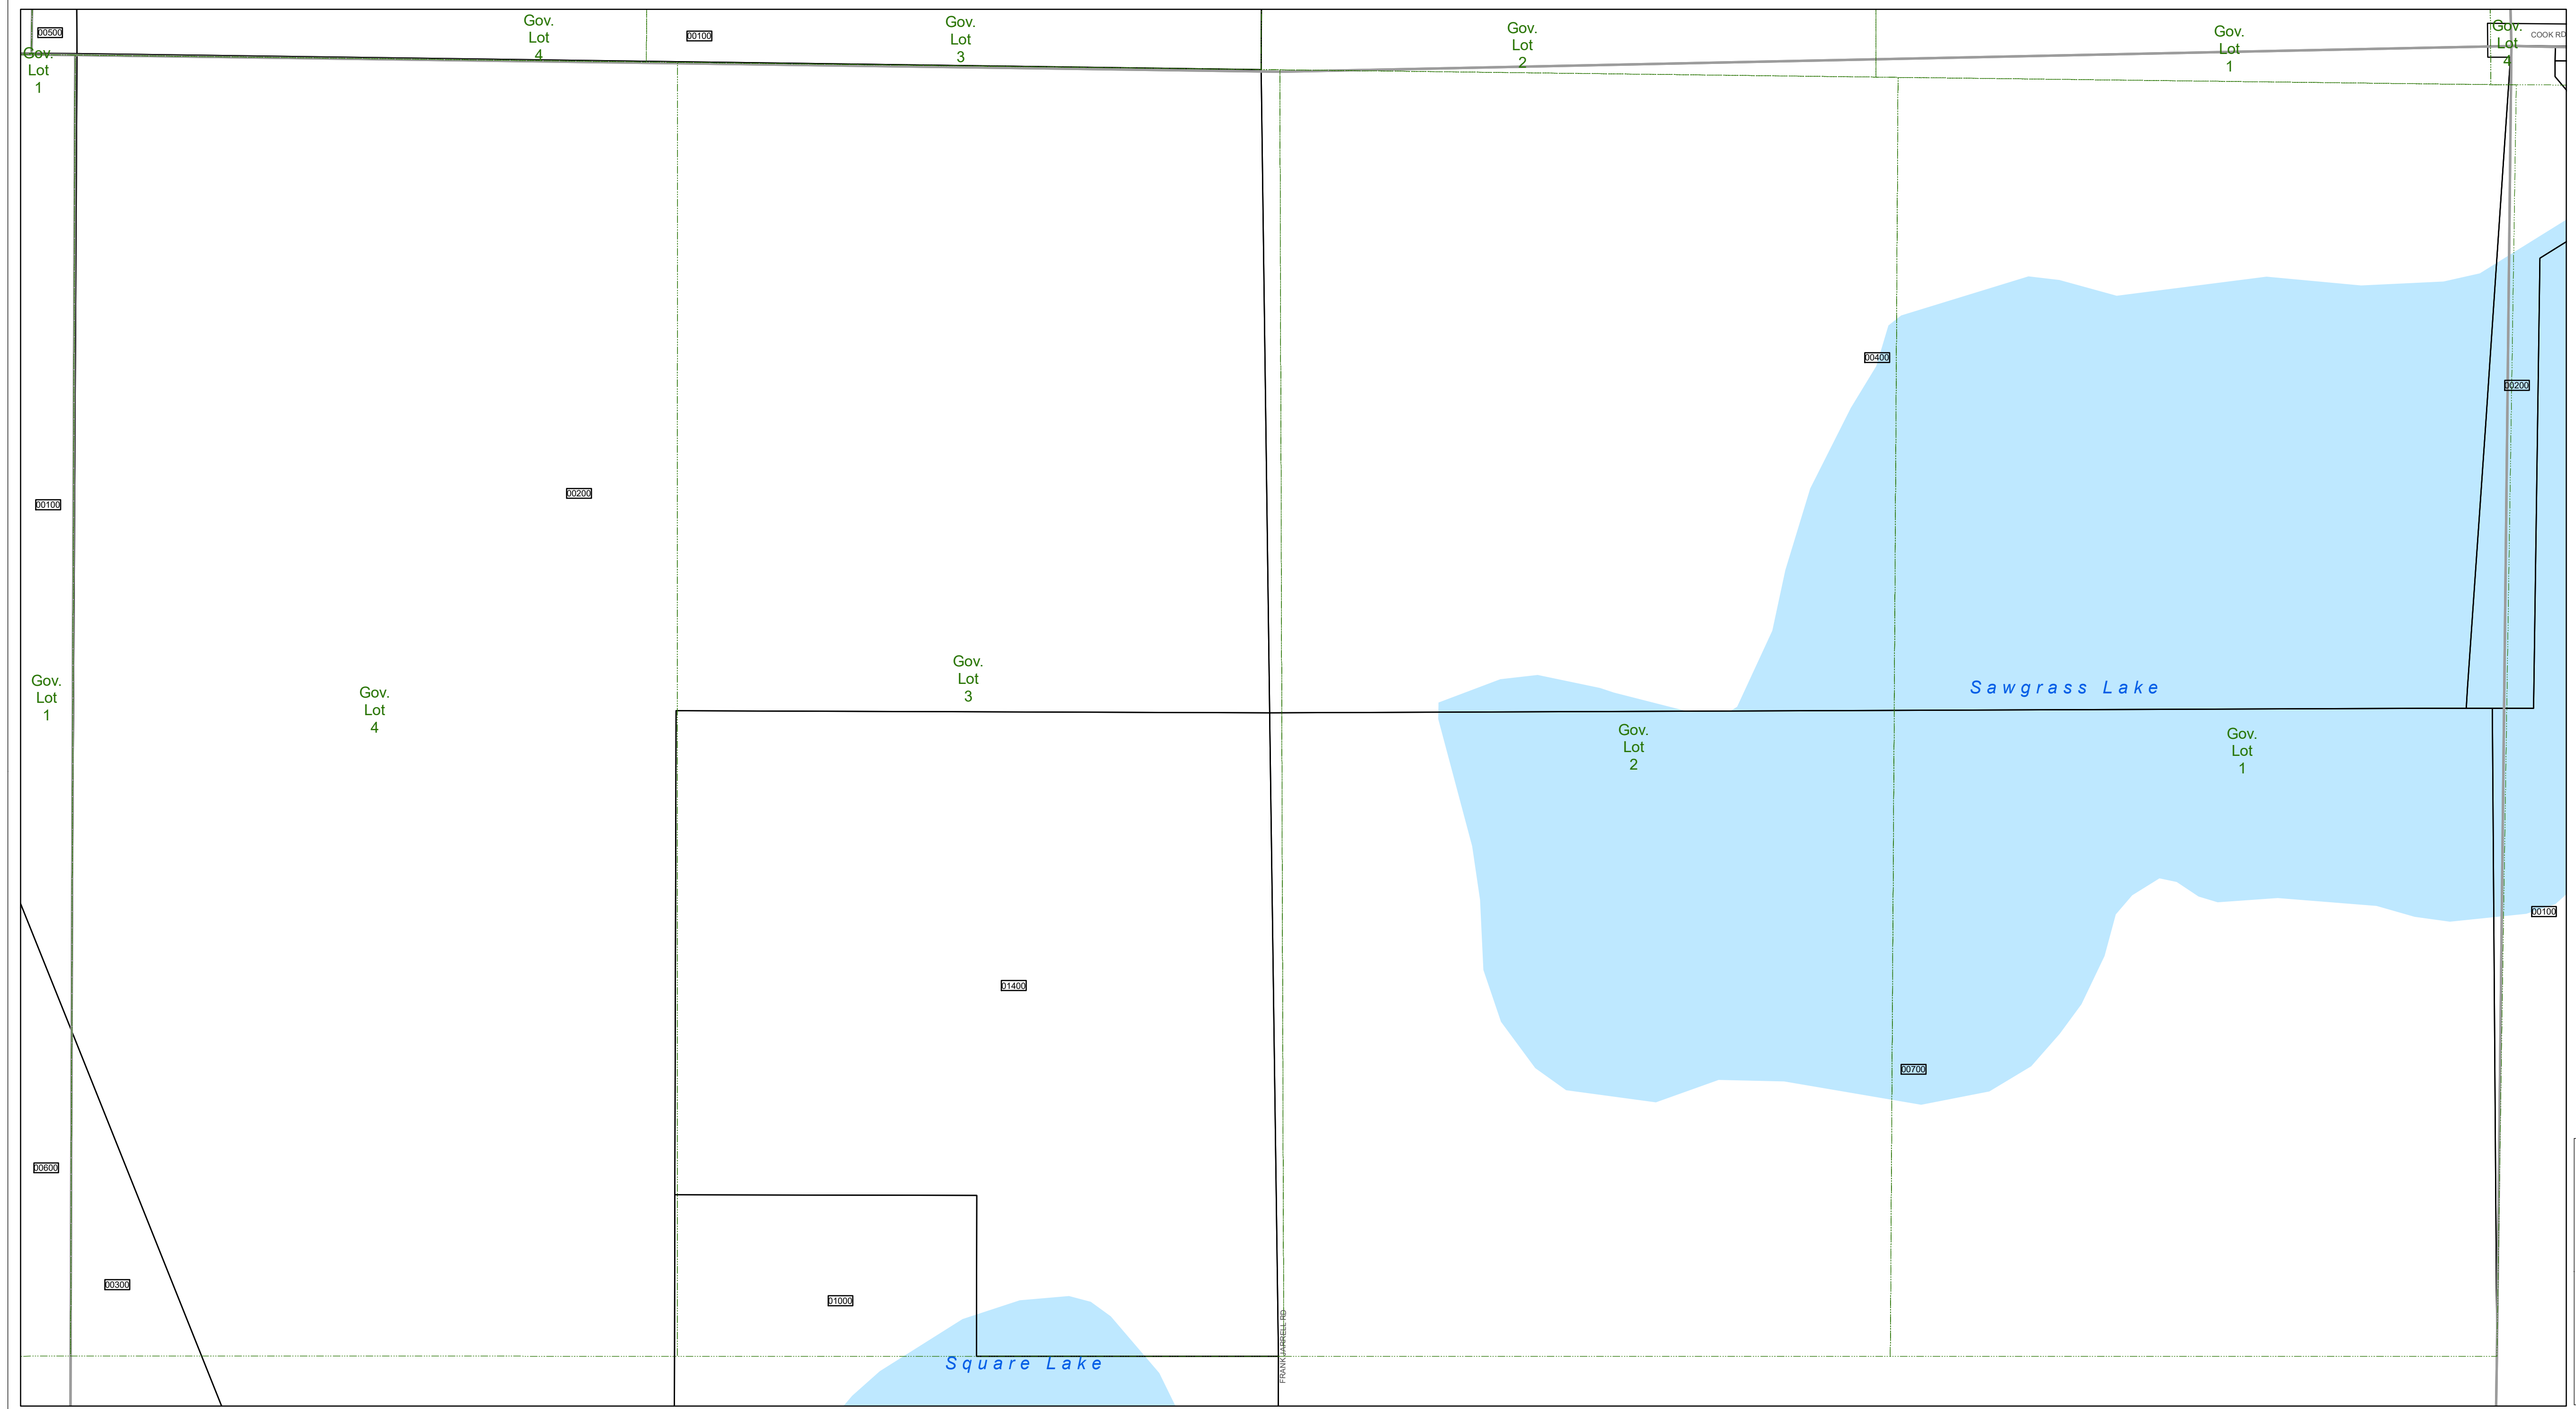 00500
Gov.
Lot
4
00100
Gov.
Lot
3
Gov.
Lot
2
Gov.
Lot
1
Gov.
Lot
4
COOK RD
Gov.
Lot
1
00400
00200
00200
00100
Gov.
Lot
1
Gov.
Lot
4
Gov.
Lot
3
Sawgrass Lake
Gov.
Lot
2
Gov.
Lot
1
00100
01400
00700
00600
00300
01000
FRANK JARRELL RD
Square Lake